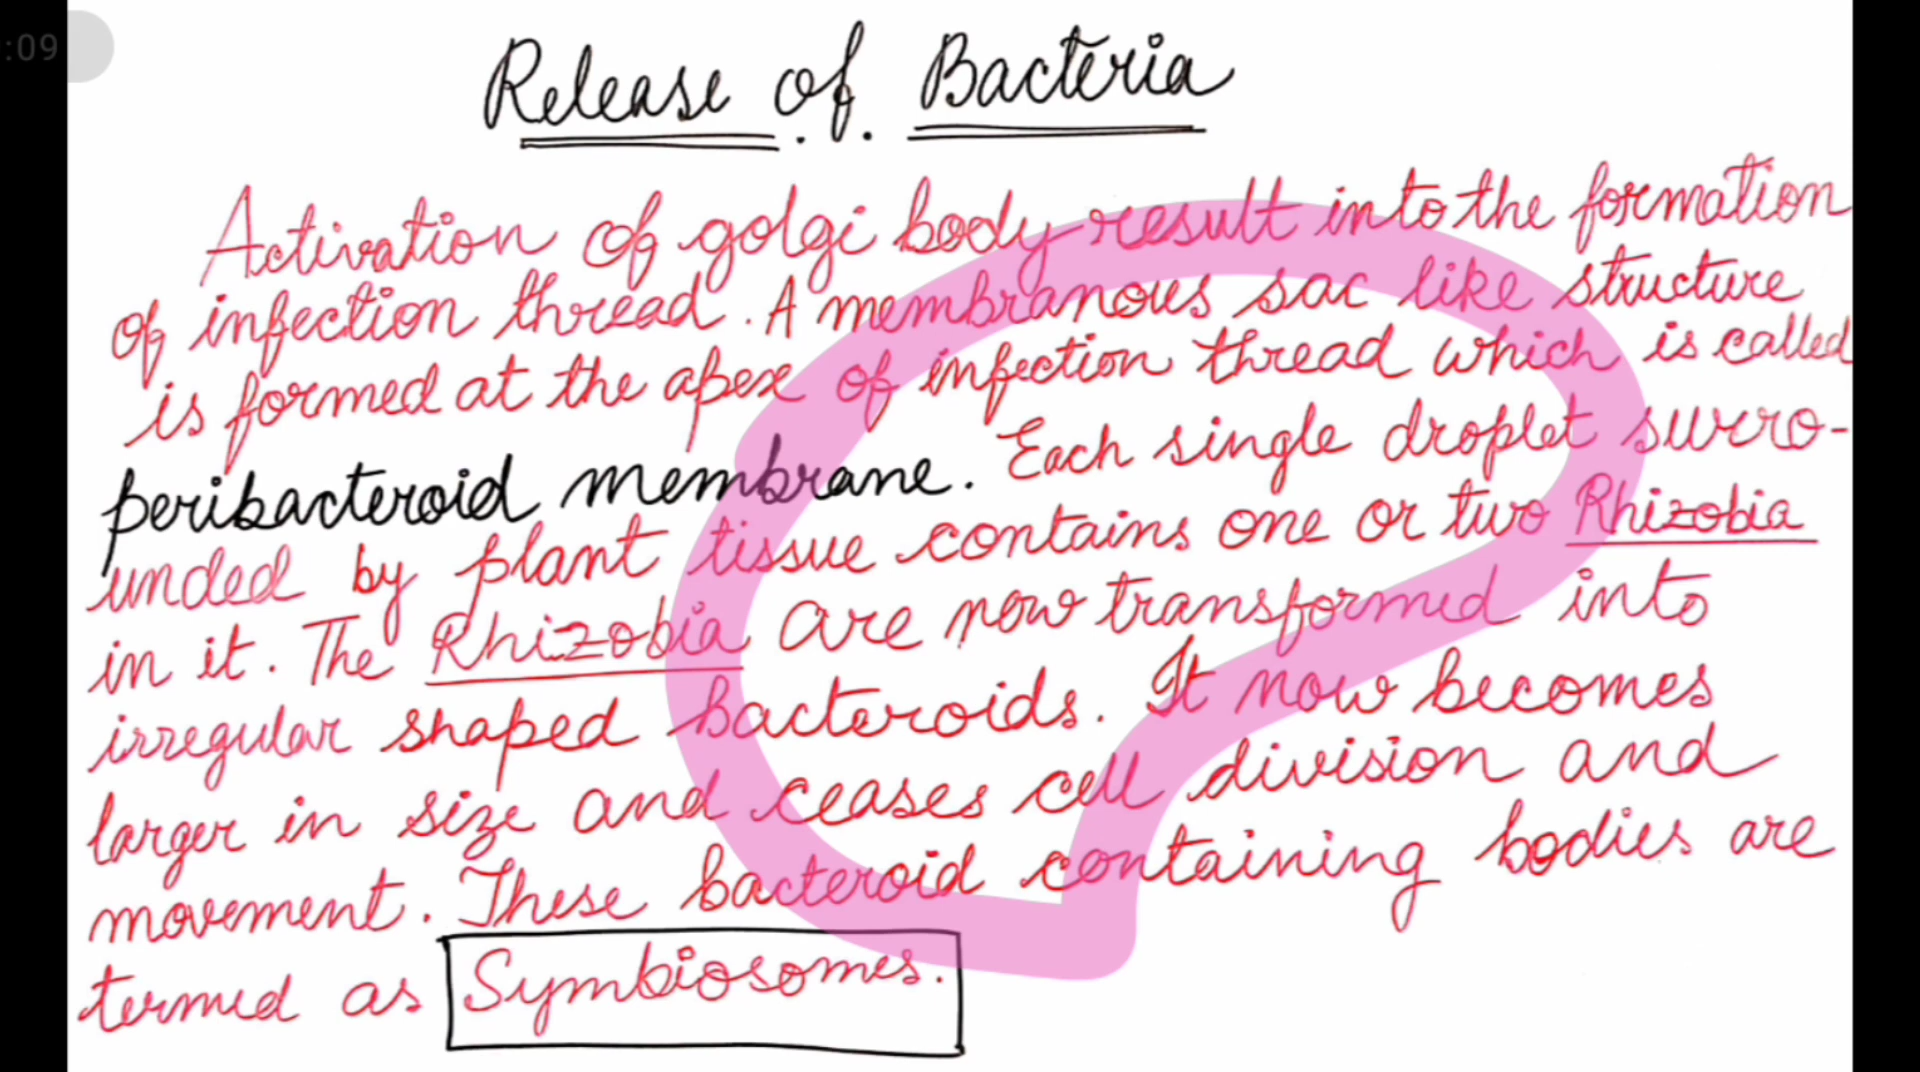 :09
Release of Bacteria
Activation of golgi body result into the formation
of infection thread. A membranous sac like structure
is formed at the apex of infection thread which is called
peribacteroid membrane. Each single droplet surro-
unded by plant tissue contains one or two Rhizobia
in it. The Rhizobia are now transformed into
irregular shaped bacteroids. It now becomes
larger in size and ceases cell division and
movement. These bacteroid containing bodies are
termed as Symbiosomes.